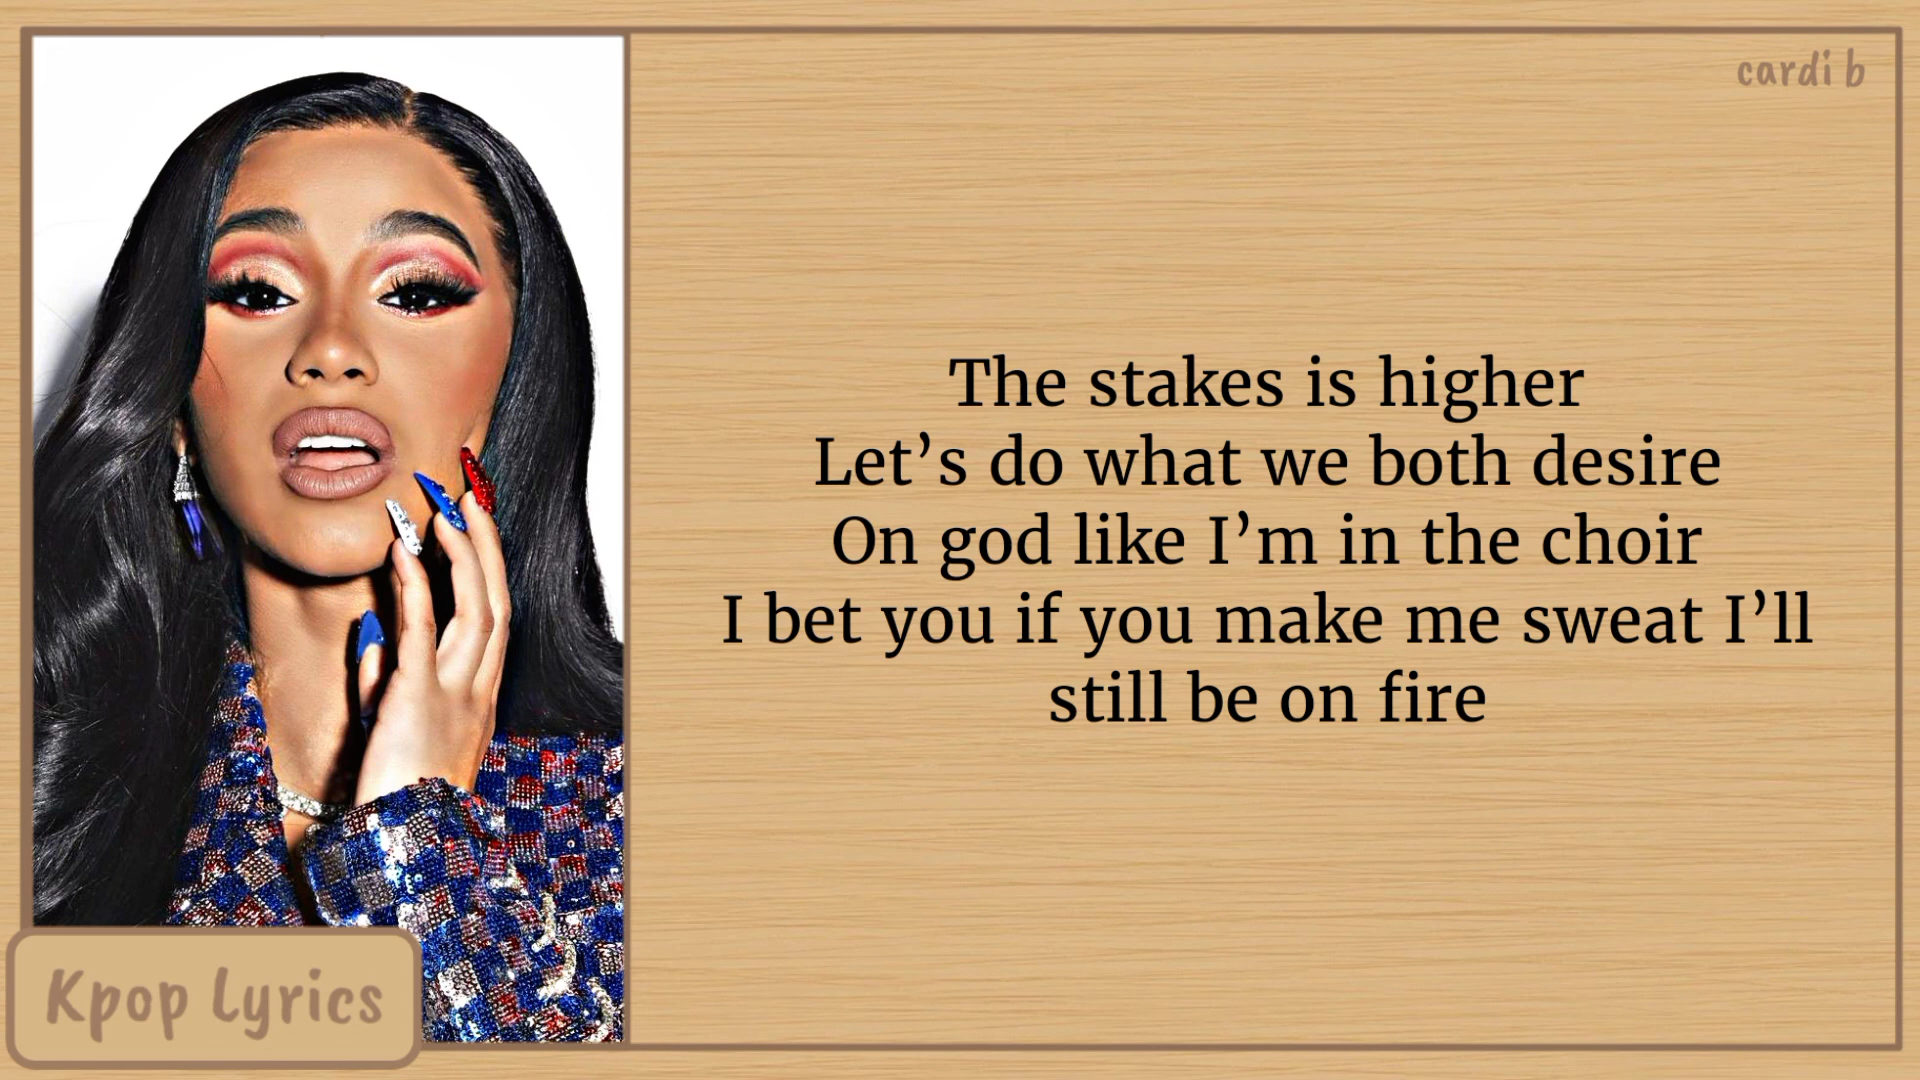 cardi b
The stakes is higher
Let’s do what we both desire
On god like I’m in the choir
I bet you if you make me sweat I’ll
still be on fire
Kpop Lyrics